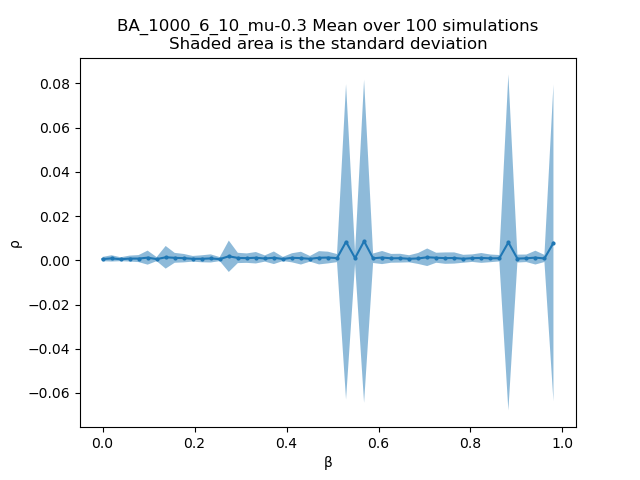 BA_1000_6_10_mu-0.3 Mean over 100 simulations
Shaded area is the standard deviation
0.08
0.06
0.04
0.02
0.00
−0.02
−0.04
−0.06
ρ
0.0 0.2 0.4 0.6 0.8 1.0
β